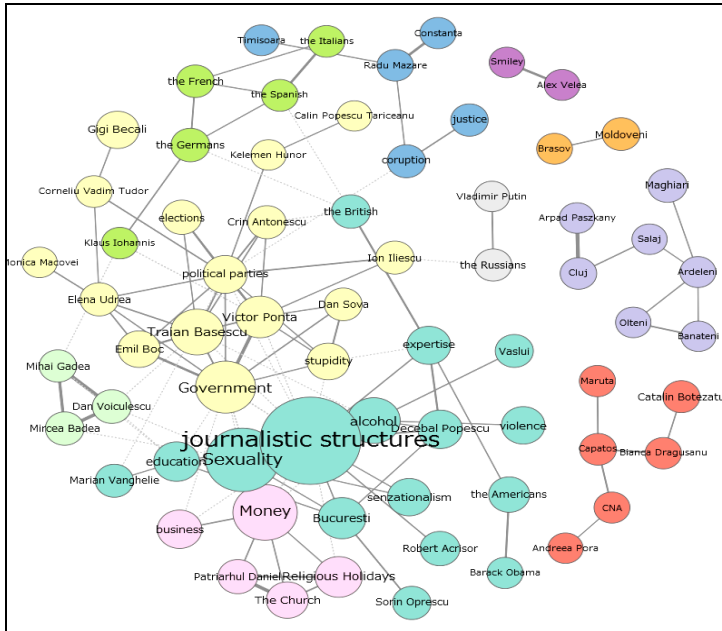 Constanta
the Italians
Timisoara
Radu Mazare
Smiley
Alex Velea
the French
the Spanish
Calin Popescu Tariceanu
justice
Gigi Becali
Moldoveni
the Germans
Brasov
Kelemen Hunor
coruption
Maghiari
Corneliu Vadim Tudor
Vladimir Putin
Arpad Paszkany
elections
Crin Antonescu
the British
Salaj
Klaus Iohannis
Monica Macovei
Ion Iliescu
the Russians
Cluj
Ardeleni
political parties
Elena Udrea
Dan Sova
Victor Ponta
Olteni
Traian Basescu
Banateni
Emil Boc
stupidity
expertise
Vaslui
Mihai Gadea
Government
Maruta
Catalin Botezatu
Dan Voiculescu
alcohol
violence
Mircea Badea
Decebal Popescu
journalistic structures
Capatos
Bianca Dragusanu
education
Sexuality
Marian Vanghelie
senzationalism
the Americans
Money
CNA
business
Bucuresti
Andreea Pora
Robert Acrisor
Patriarhul Daniel
Religious Holidays
Barack Obama
The Church
Sorin Oprescu